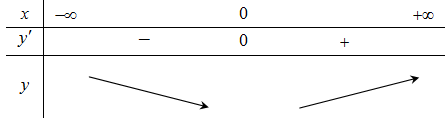 x −∞ 0 +∞
y′ − 0 +
y